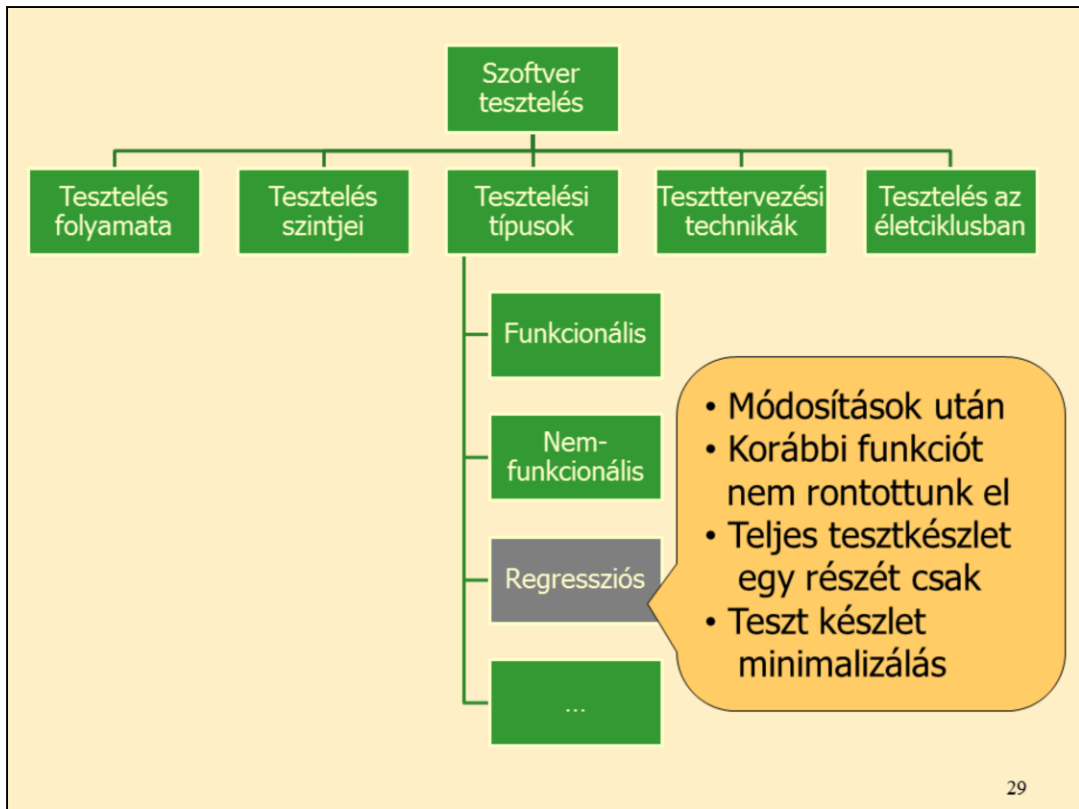 Szoftver
tesztelés
Tesztelés
folyamata
Tesztelés
szintjei
Tesztelési
típusok
Teszttervezési
technikák
Tesztelés az
életciklusban
Funkcionális
Nem-
funkcionális
Regressziós
...
• Módosítások után
• Korábbi funkciót
nem rontottunk el
• Teljes tesztkészlet
egy részét csak
• Teszt készlet
minimalizálás
29